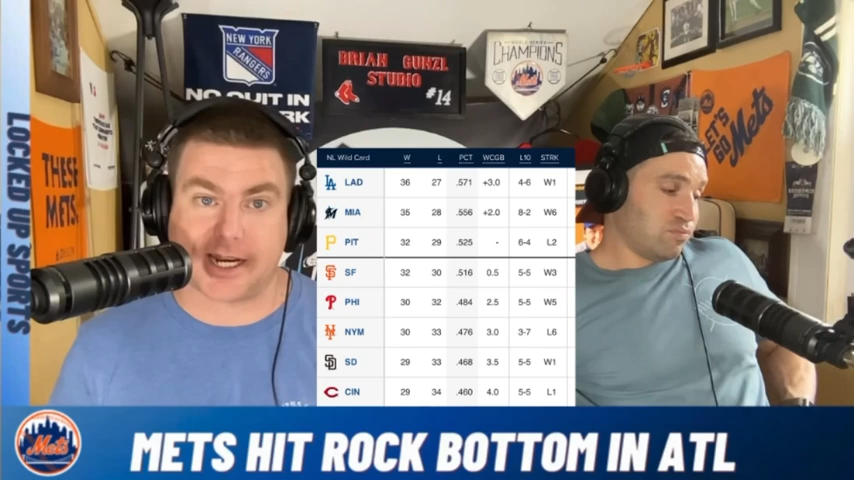 NEW YORK
RANGERS
NO QUIT IN
BRIAN GUNZL
STUDIO
#14
CHAMPIONS
LET'S
GO
Mets
THESE
METS
LOCKED UP SPORTS
NL Wild Card W L PCT WCGB L10 STRK
LAD 36 27 .571 +3.0 4-6 W1
MIA 35 28 .556 +2.0 8-2 W6
PIT 32 29 .525 - 6-4 L2
SF 32 30 .516 0.5 5-5 W3
PHI 30 32 .484 2.5 5-5 W5
NYM 30 33 .476 3.0 3-7 L6
SD 29 33 .468 3.5 5-5 W1
CIN 29 34 .460 4.0 5-5 L1
Mets
METS HIT ROCK BOTTOM IN ATL